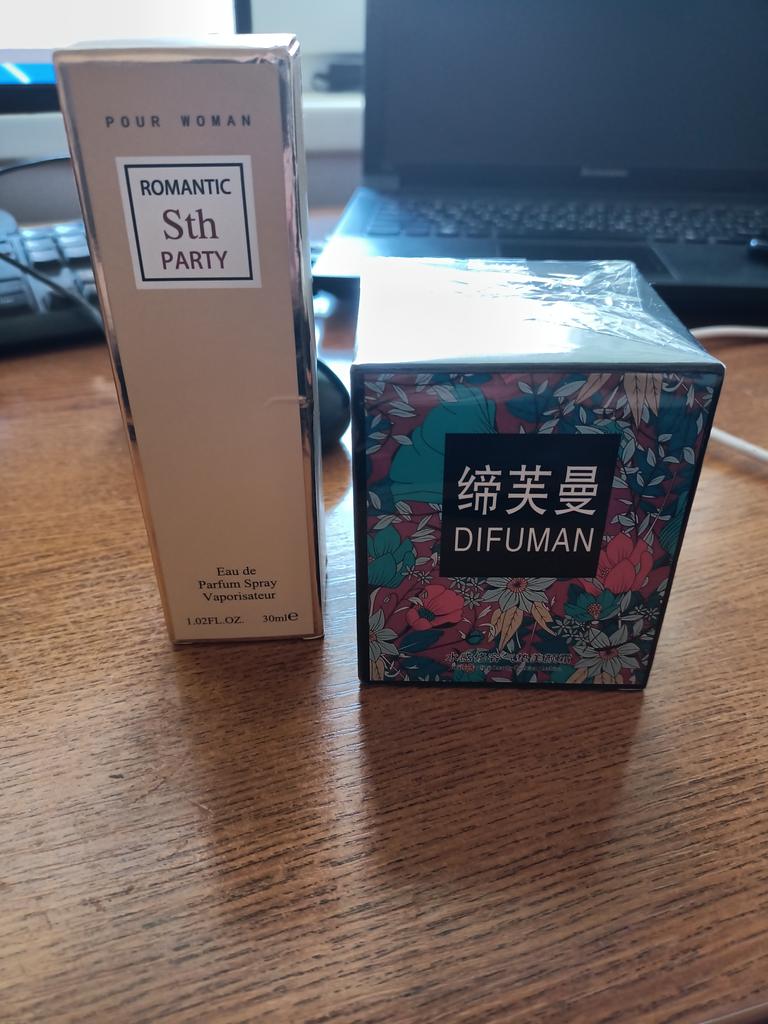 POUR WOMAN
ROMANTIC
Sth
PARTY
Eau de
Parfum Spray
Vaporisateur
1.02FL.OZ. 30ml℮
缔芙曼
DIFUMAN